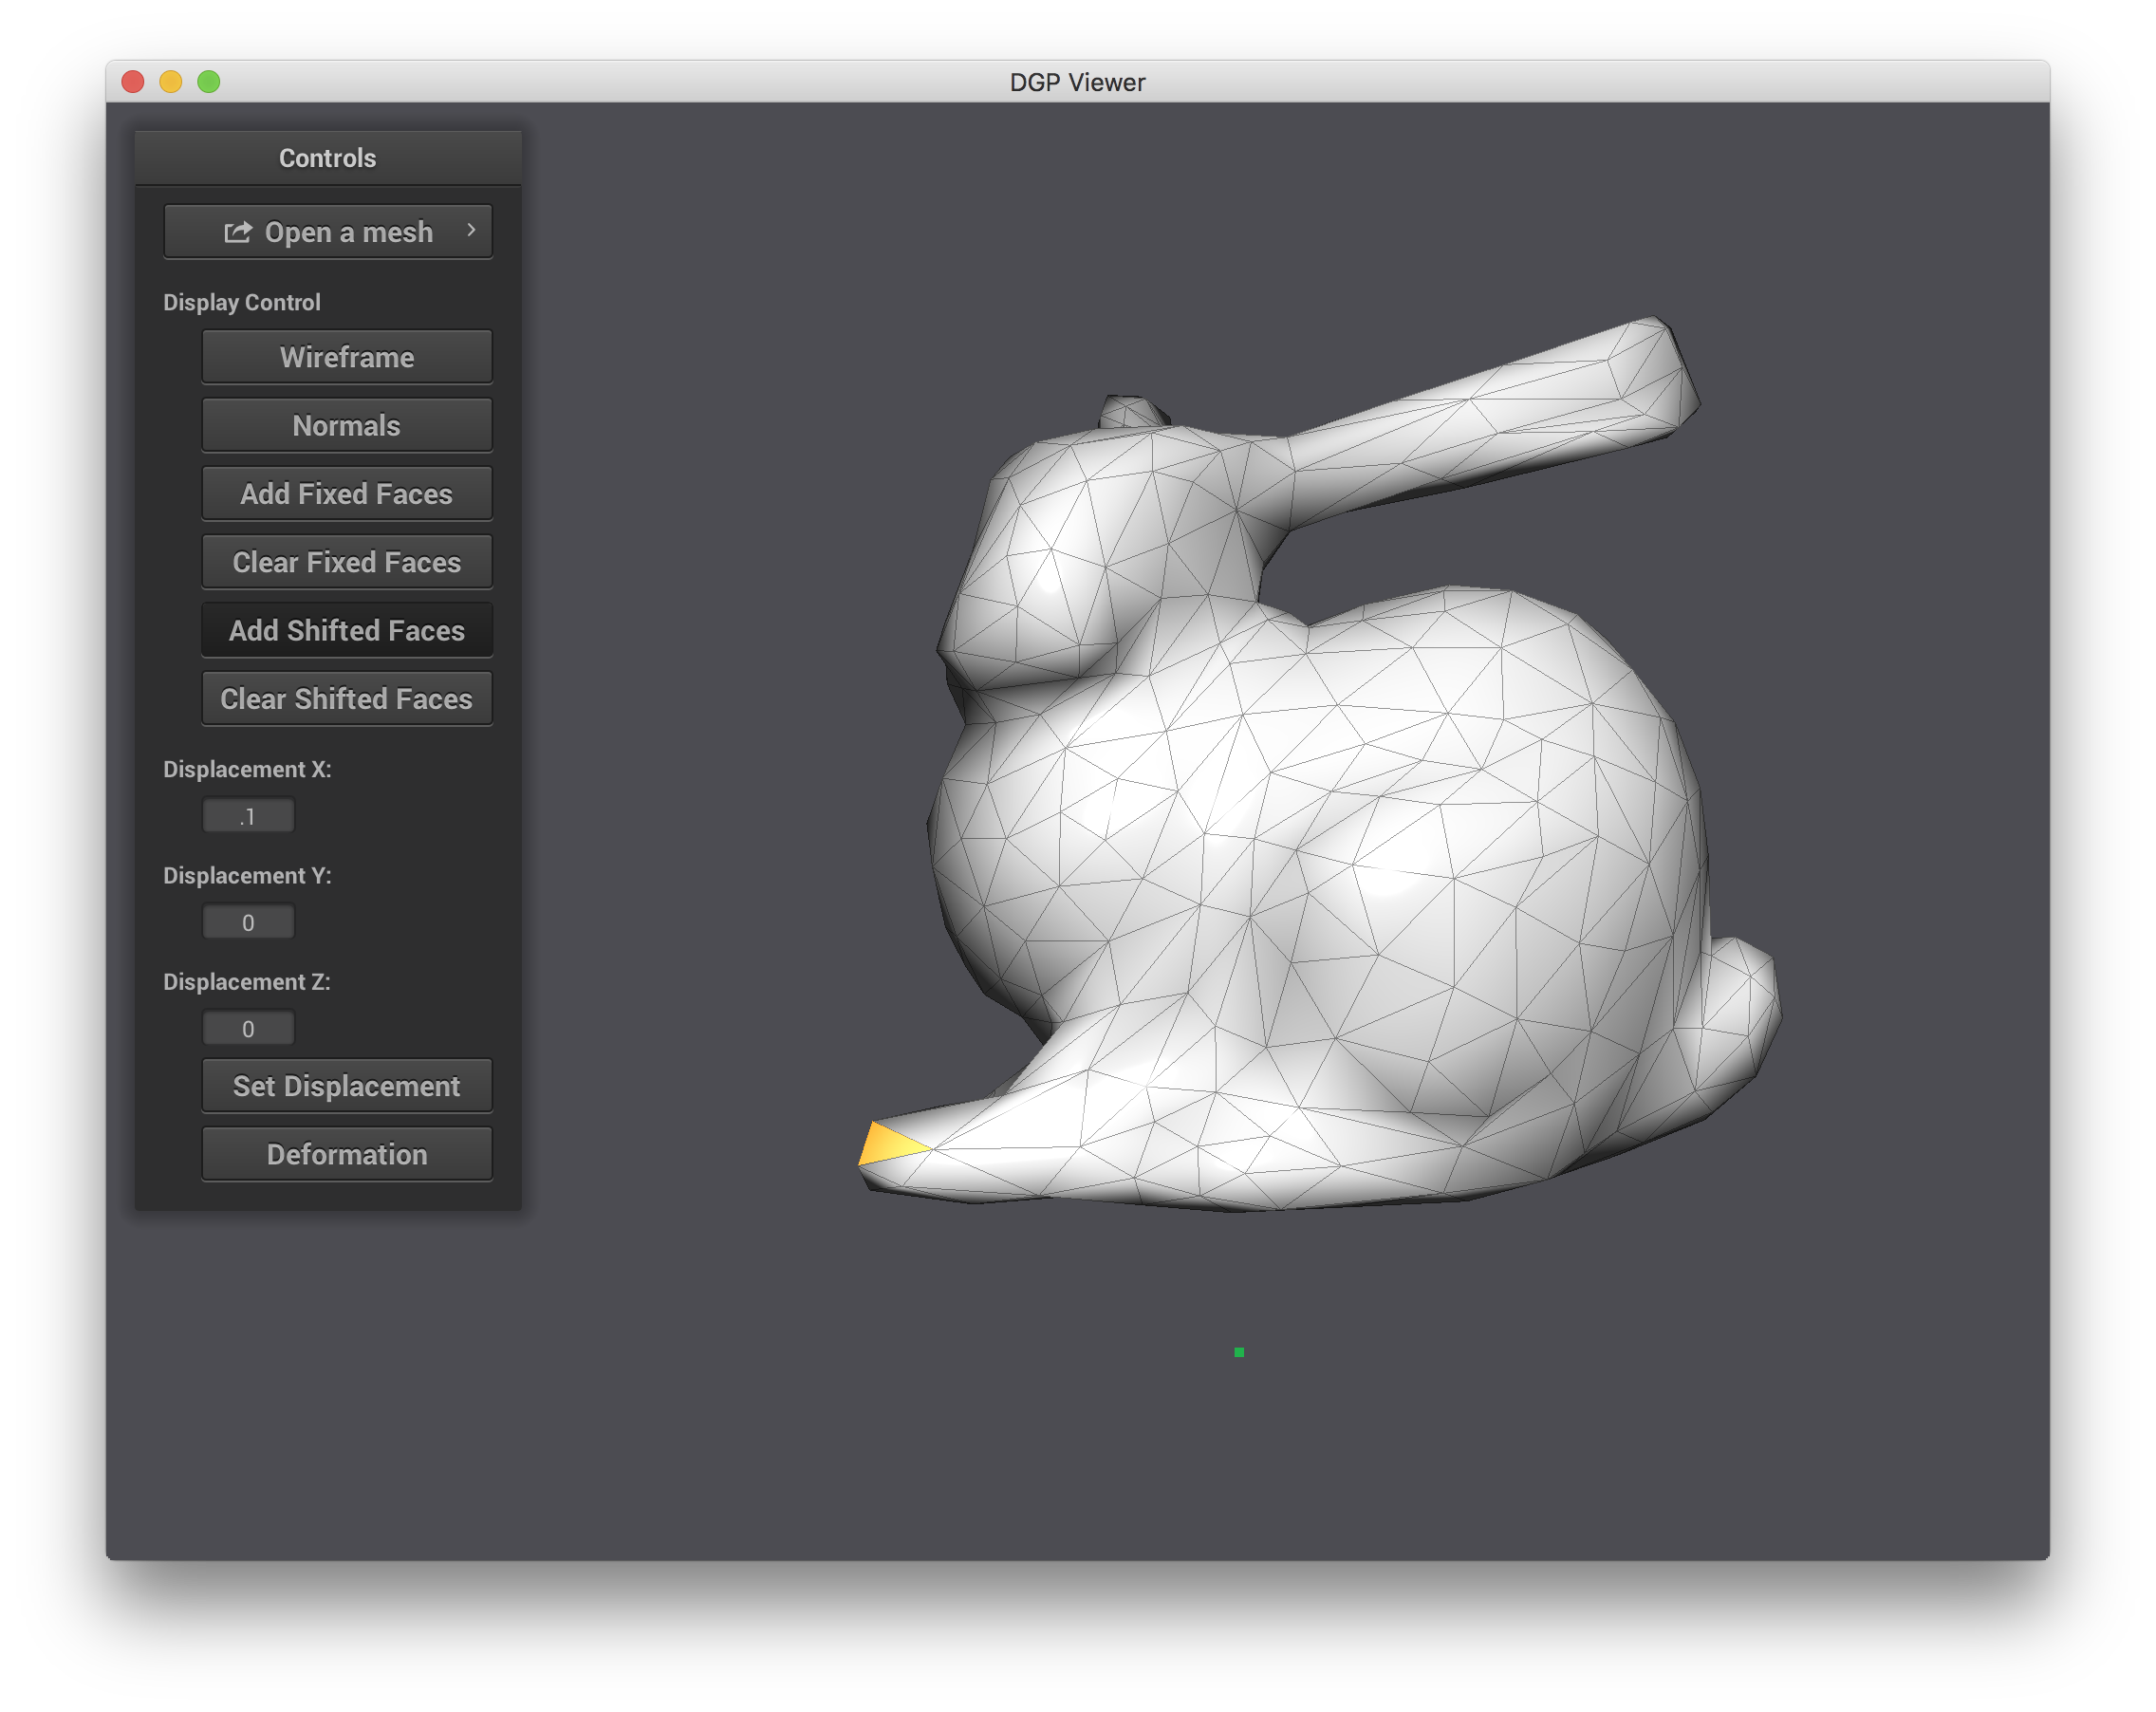 DGP Viewer
Controls
Open a mesh
Display Control
Wireframe
Normals
Add Fixed Faces
Clear Fixed Faces
Add Shifted Faces
Clear Shifted Faces
Displacement X:
.1
Displacement Y:
0
Displacement Z:
0
Set Displacement
Deformation